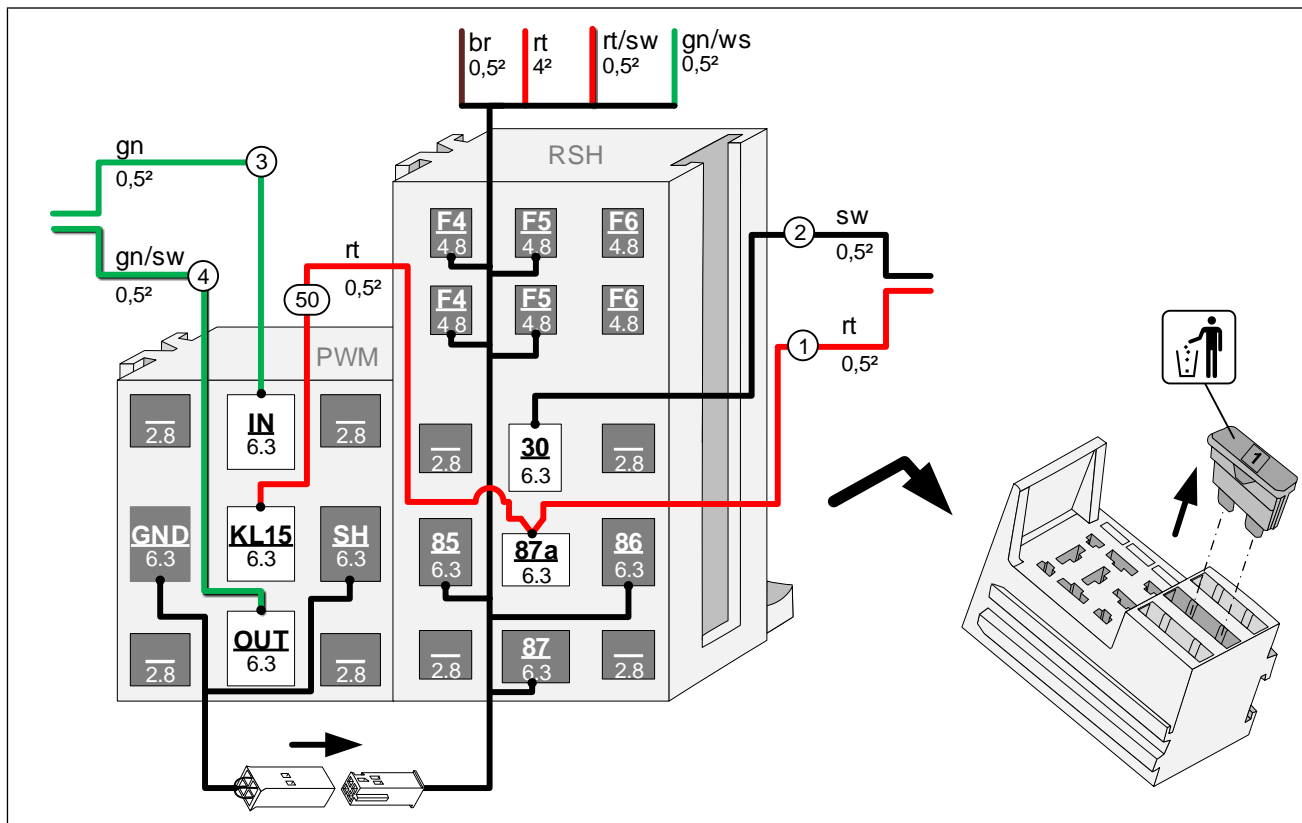 br
0,5²
rt
4²
rt/sw
0,5²
gn/ws
0,5²
gn
0,5²
3
gn/sw
0,5²
4
rt
0,5²
50
RSH
F4
4.8
F5
4.8
F6
4.8
F4
4.8
F5
4.8
F6
4.8
2
sw
0,5²
1
rt
0,5²
PWM
2.8
IN
6.3
2.8
GND
6.3
KL15
6.3
SH
6.3
2.8
OUT
6.3
2.8
2.8
30
6.3
2.8
85
6.3
87a
6.3
86
6.3
2.8
87
6.3
2.8
1